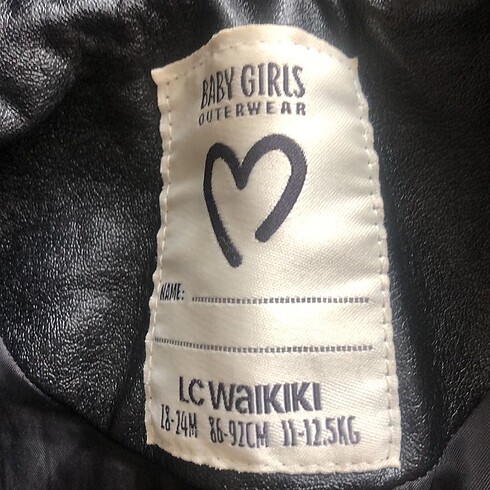 BABY GIRLS
OUTERWEAR
NAME:
LC WAIKIKI
18-24M 86-92CM 11-12.5KG